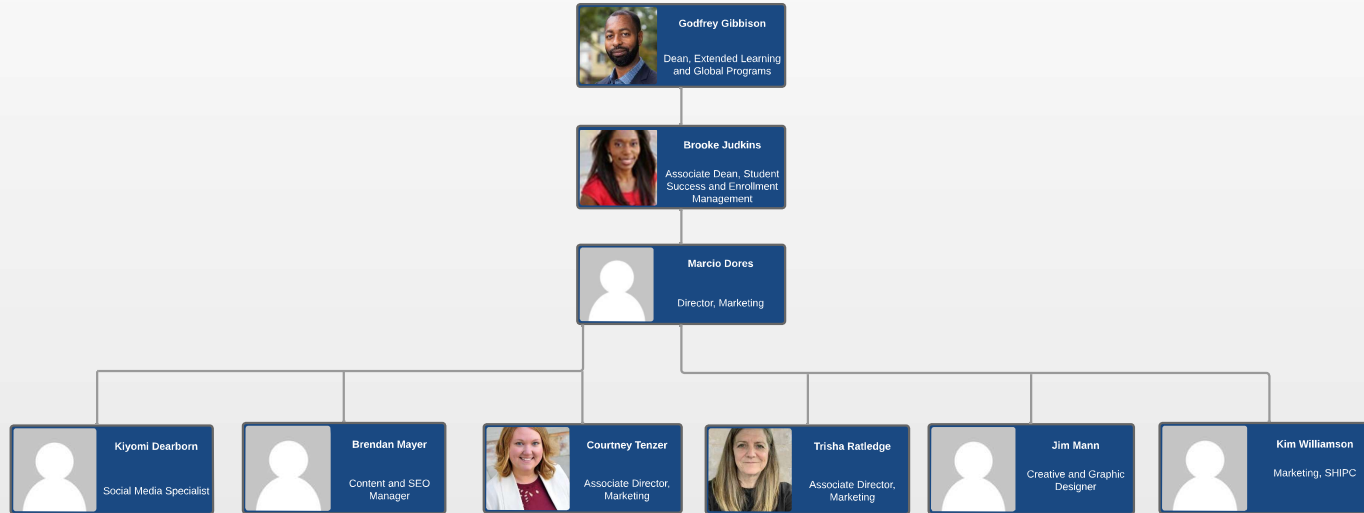 Godfrey Gibbison
Dean, Extended Learning
and Global Programs
Brooke Judkins
Associate Dean, Student
Success and Enrollment
Management
Marcio Dores
Director, Marketing
Kiyomi Dearborn
Social Media Specialist
Brendan Mayer
Content and SEO
Manager
Courtney Tenzer
Associate Director,
Marketing
Trisha Ratledge
Associate Director,
Marketing
Jim Mann
Creative and Graphic
Designer
Kim Williamson
Marketing, SHIPC